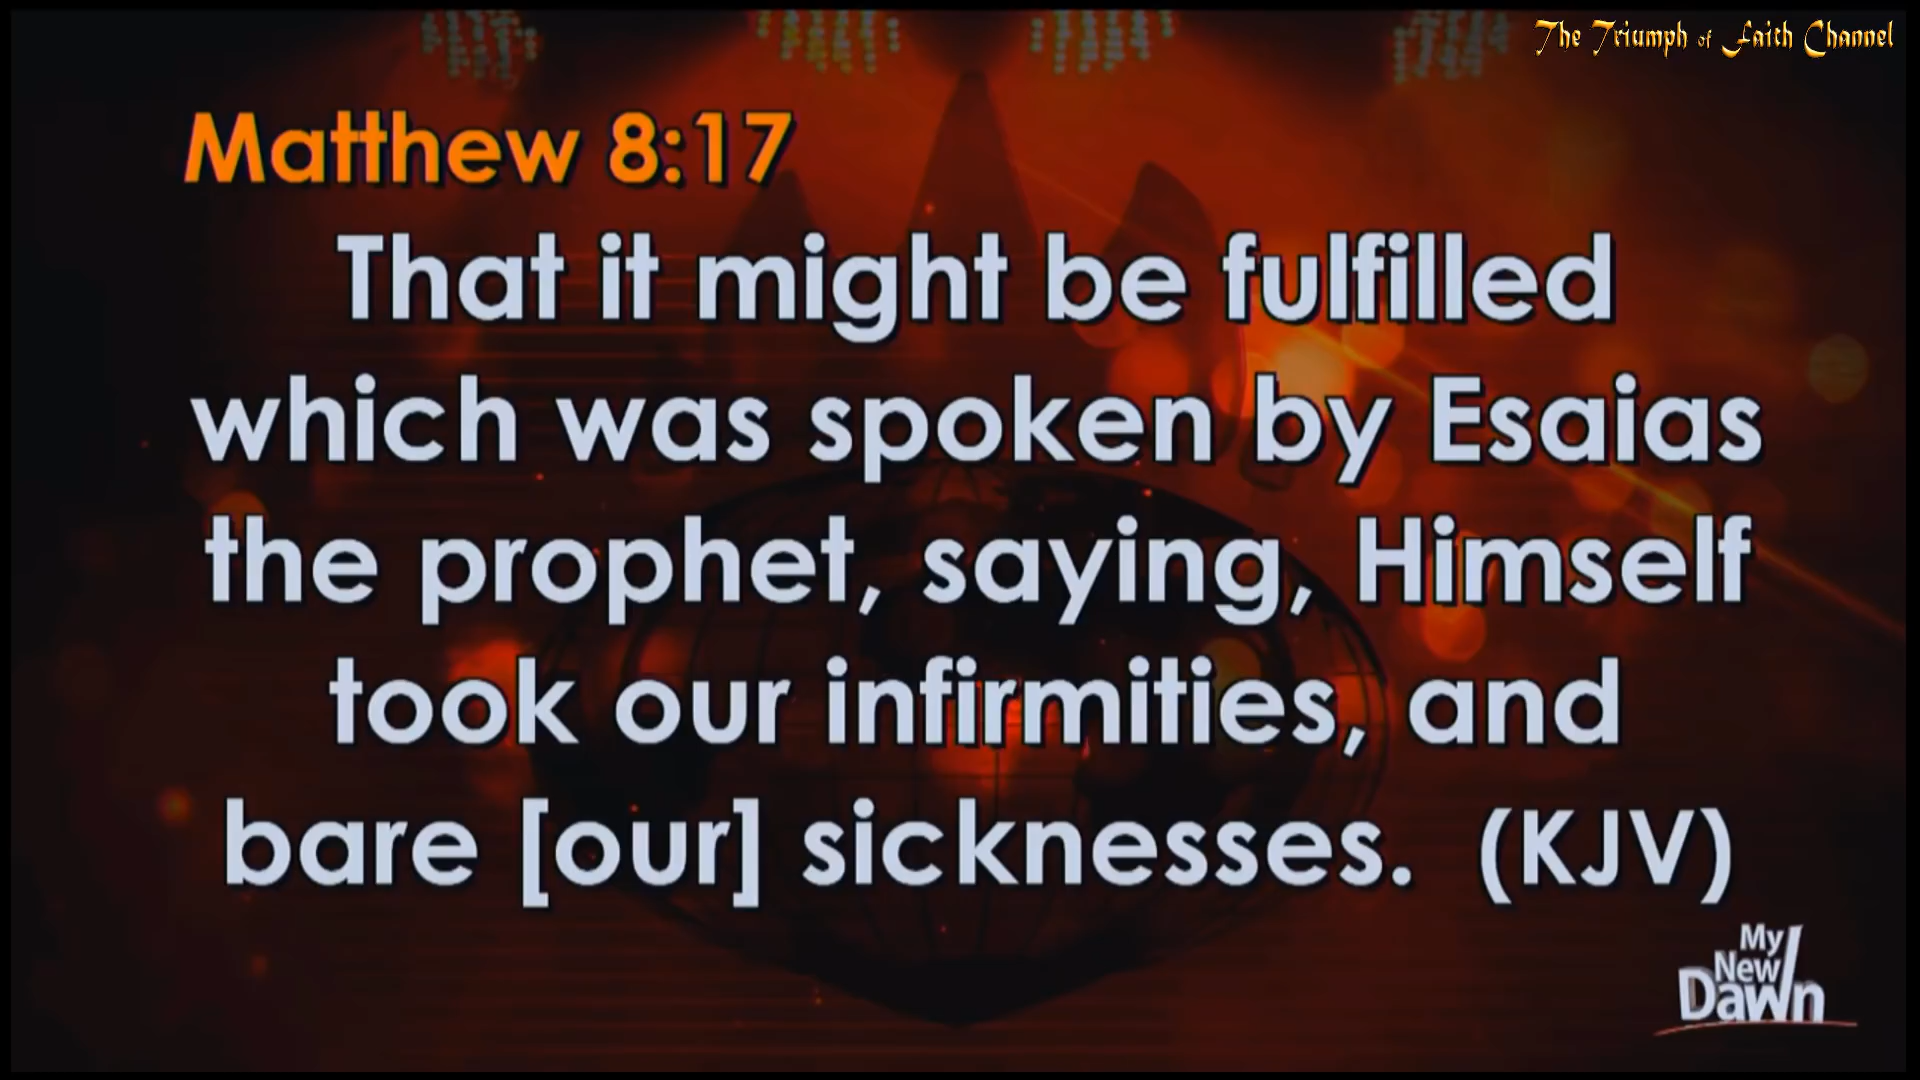 The Triumph of Faith Channel
Matthew 8:17
That it might be fulfilled
which was spoken by Esaias
the prophet, saying, Himself
took our infirmities, and
bare [our] sicknesses. (KJV)
My
New
Dawn